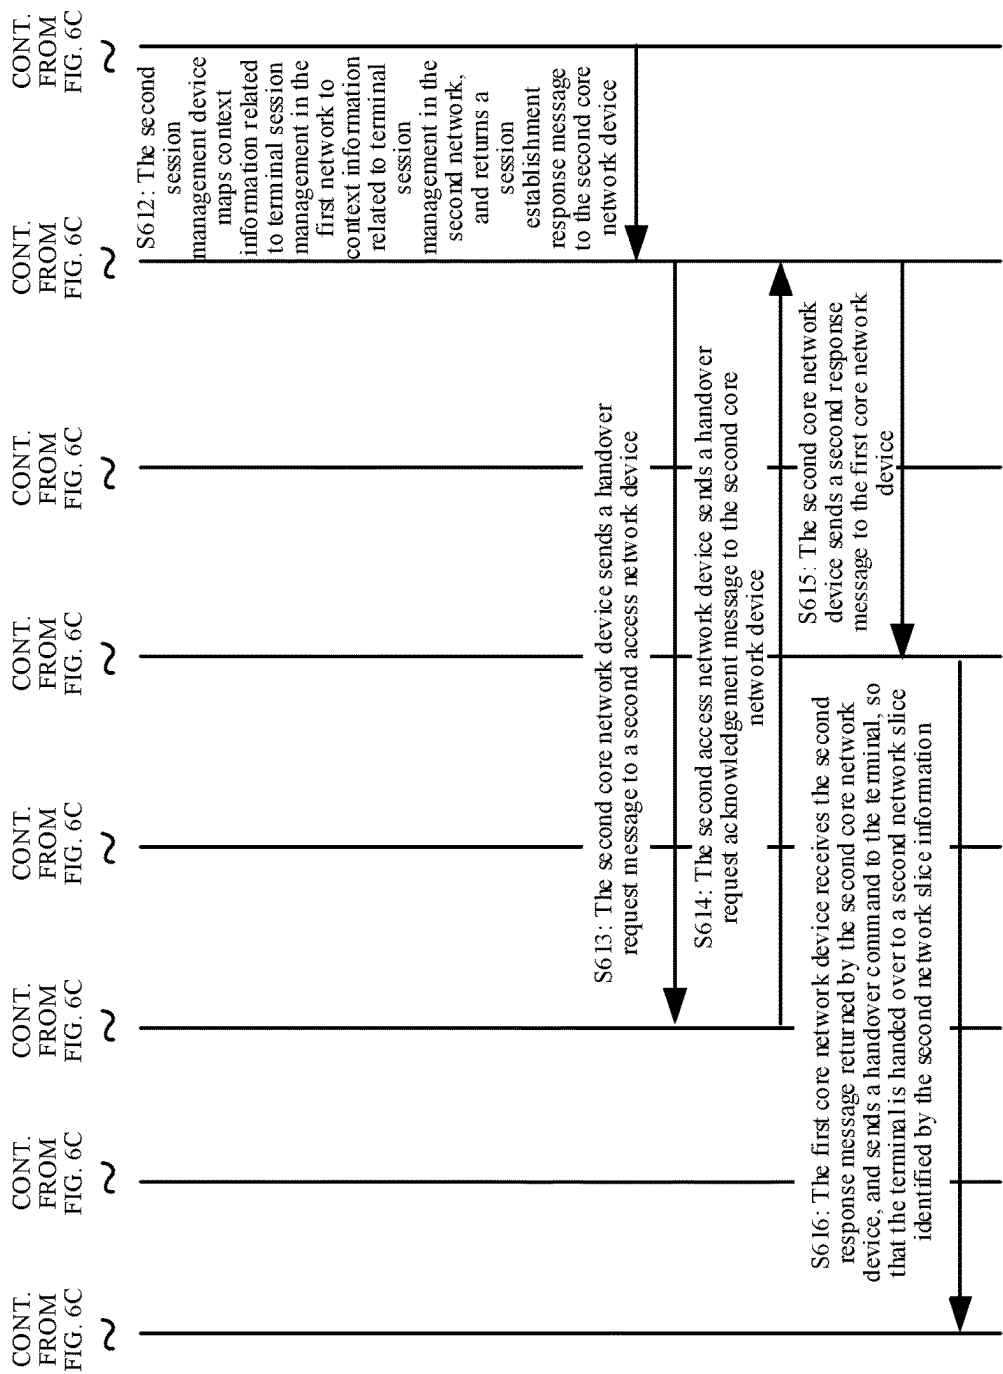 CONT.
FROM
FIG. 6C
CONT.
FROM
FIG. 6C
CONT.
FROM
FIG. 6C
CONT.
FROM
FIG. 6C
CONT.
FROM
FIG. 6C
CONT.
FROM
FIG. 6C
CONT.
FROM
FIG. 6C
CONT.
FROM
FIG. 6C
S612: The second
session
management device
maps context
information related
to terminal session
management in the
first network to
context information
related to terminal
session
management in the
second network,
and returns a
session
establishment
response message
to the second core
network device
S613: The second core network device sends a handover
request message to a second access network device
S614: The second access network device sends a handover
request acknowledgement message to the second core
network device
S615: The second core network
device sends a second response
message to the first core network
device
S616: The first core network device receives the second
response message returned by the second core network
device, and sends a handover command to the terminal, so
that the terminal is handed over to a second network slice
identified by the second network slice information